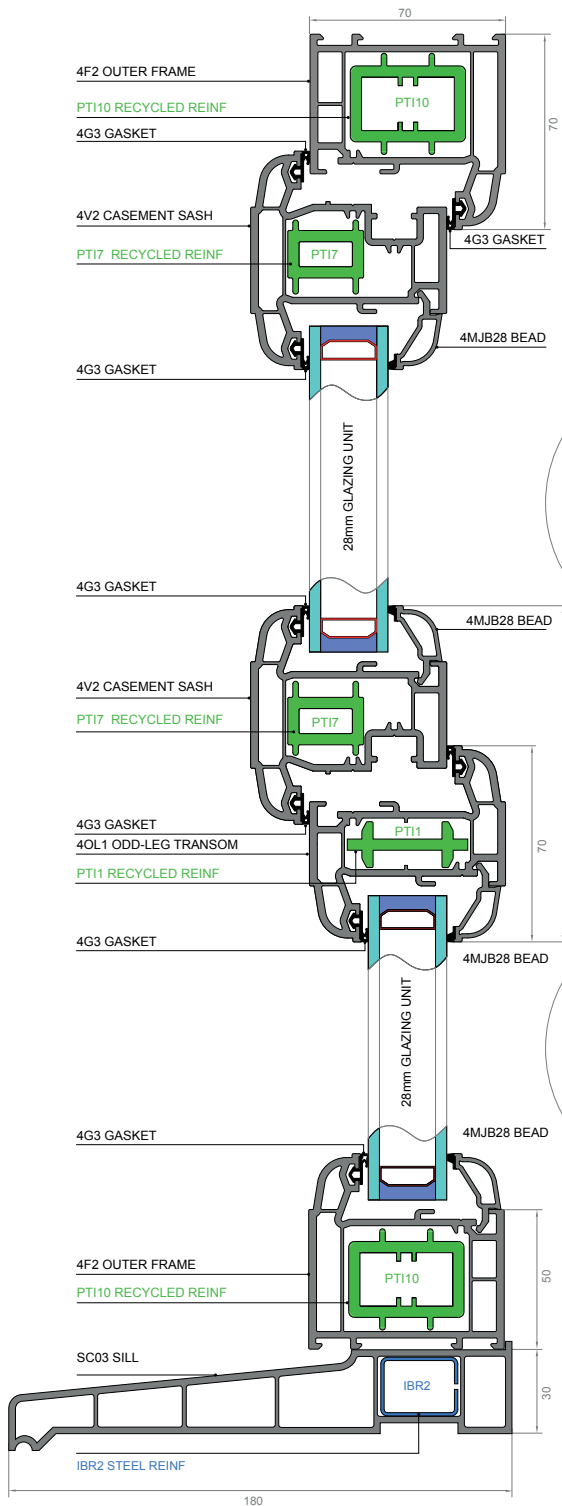 70
4F2 OUTER FRAME
PTI10 RECYCLED REINF
PTI10
4G3 GASKET
70
4V2 CASEMENT SASH
4G3 GASKET
PTI7 RECYCLED REINF
PTI7
4MJB28 BEAD
4G3 GASKET
28mm GLAZING UNIT
4G3 GASKET
4MJB28 BEAD
4V2 CASEMENT SASH
PTI7 RECYCLED REINF
PTI7
4G3 GASKET
4OL1 ODD-LEG TRANSOM
PTI1
PTI1 RECYCLED REINF
70
4G3 GASKET
4MJB28 BEAD
28mm GLAZING UNIT
4G3 GASKET
4MJB28 BEAD
4F2 OUTER FRAME
PTI10 RECYCLED REINF
PTI10
50
SC03 SILL
IBR2
30
IBR2 STEEL REINF
180